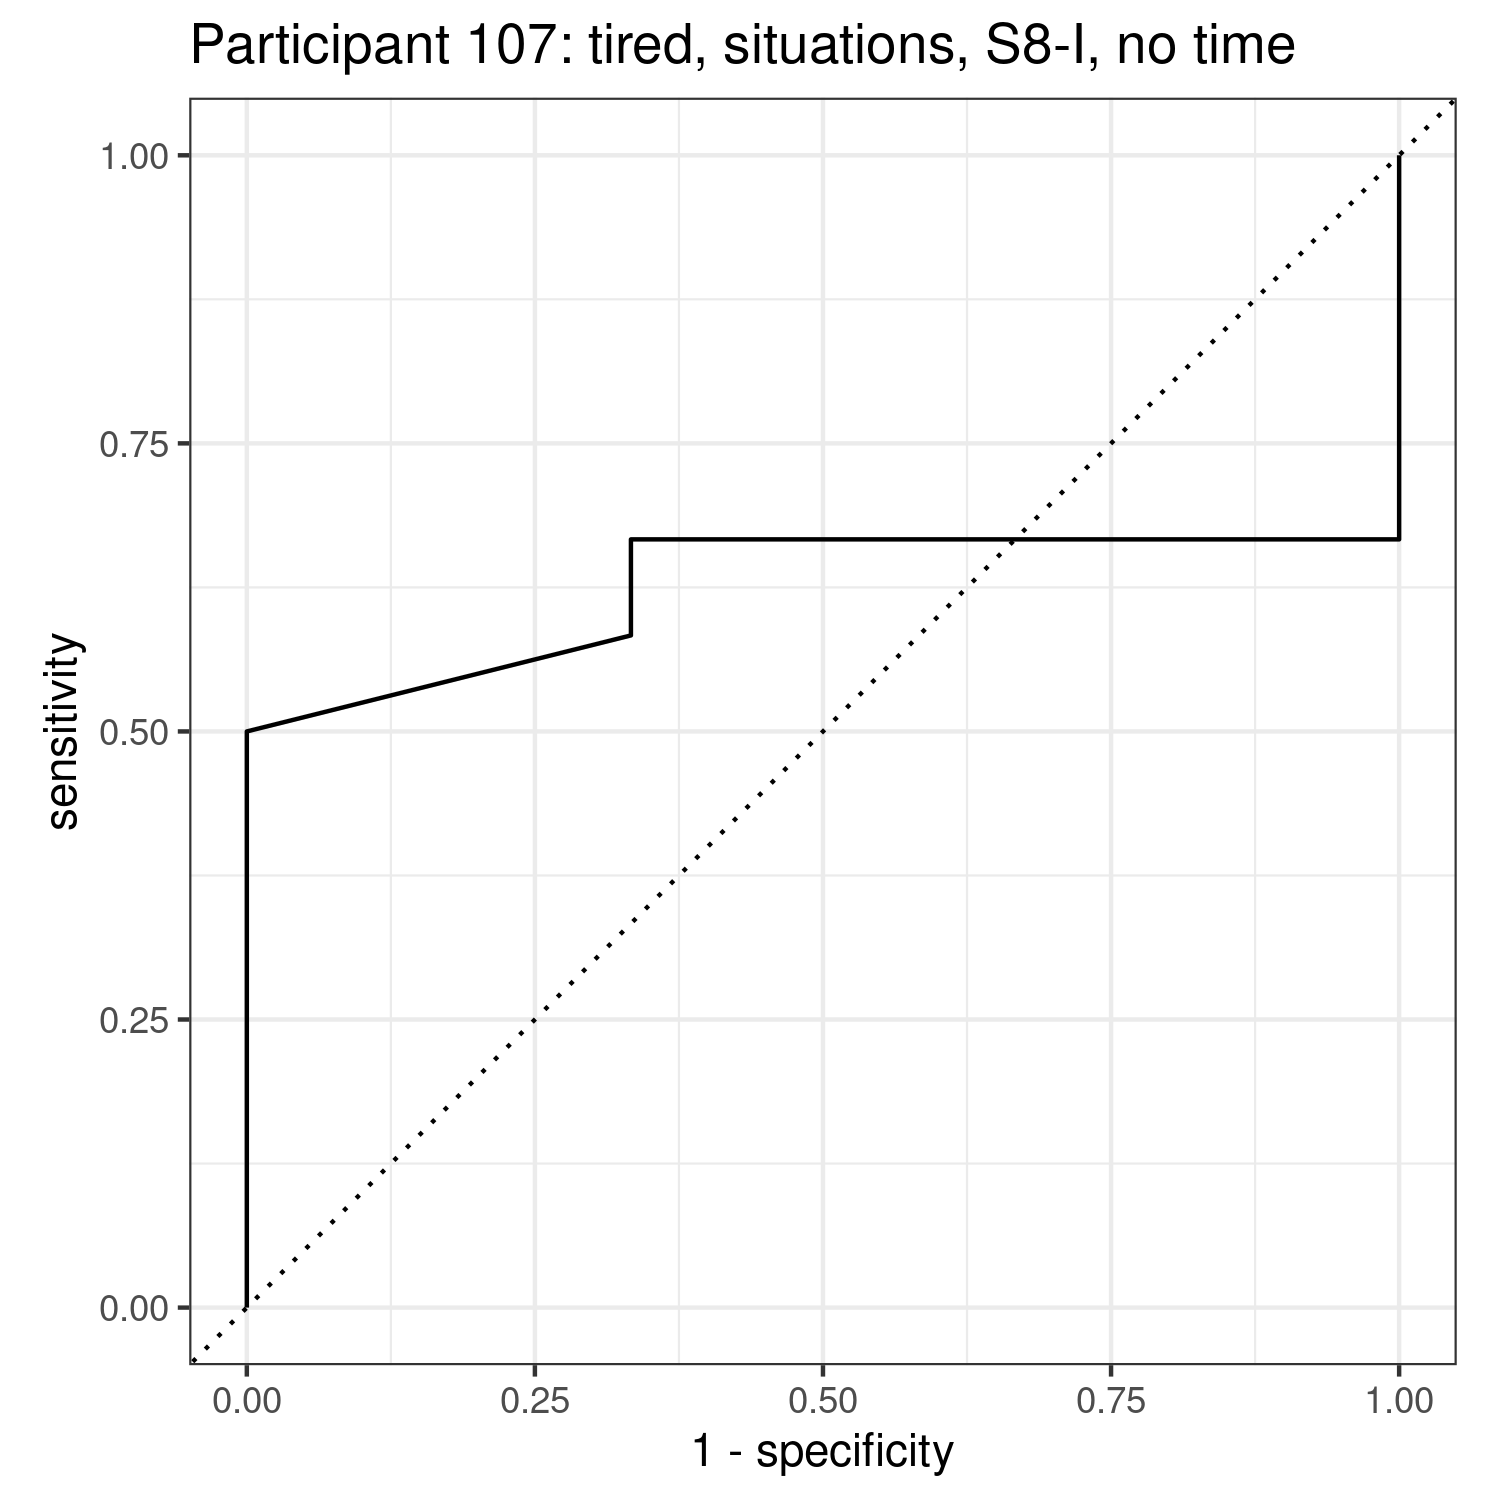 Participant 107: tired, situations, S8-I, no time
1.00
0.75
0.50
0.25
0.00
sensitivity
0.00 0.25 0.50 0.75 1.00
1 - specificity